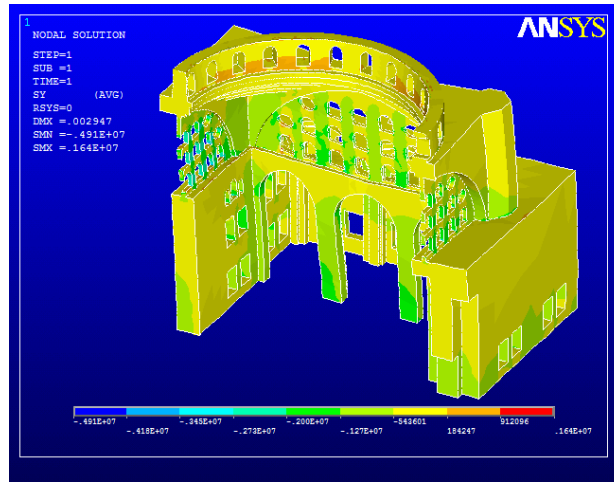 1
ANSYS
NODAL SOLUTION
STEP=1
SUB =1
TIME=1
SY (AVG)
RSYS=0
DMX =.002947
SMN =-.491E+07
SMX =.164E+07
-.491E+07 -.345E+07 -.200E+07 -543601 912096
-.418E+07 -.273E+07 -.127E+07 184247 .164E+07